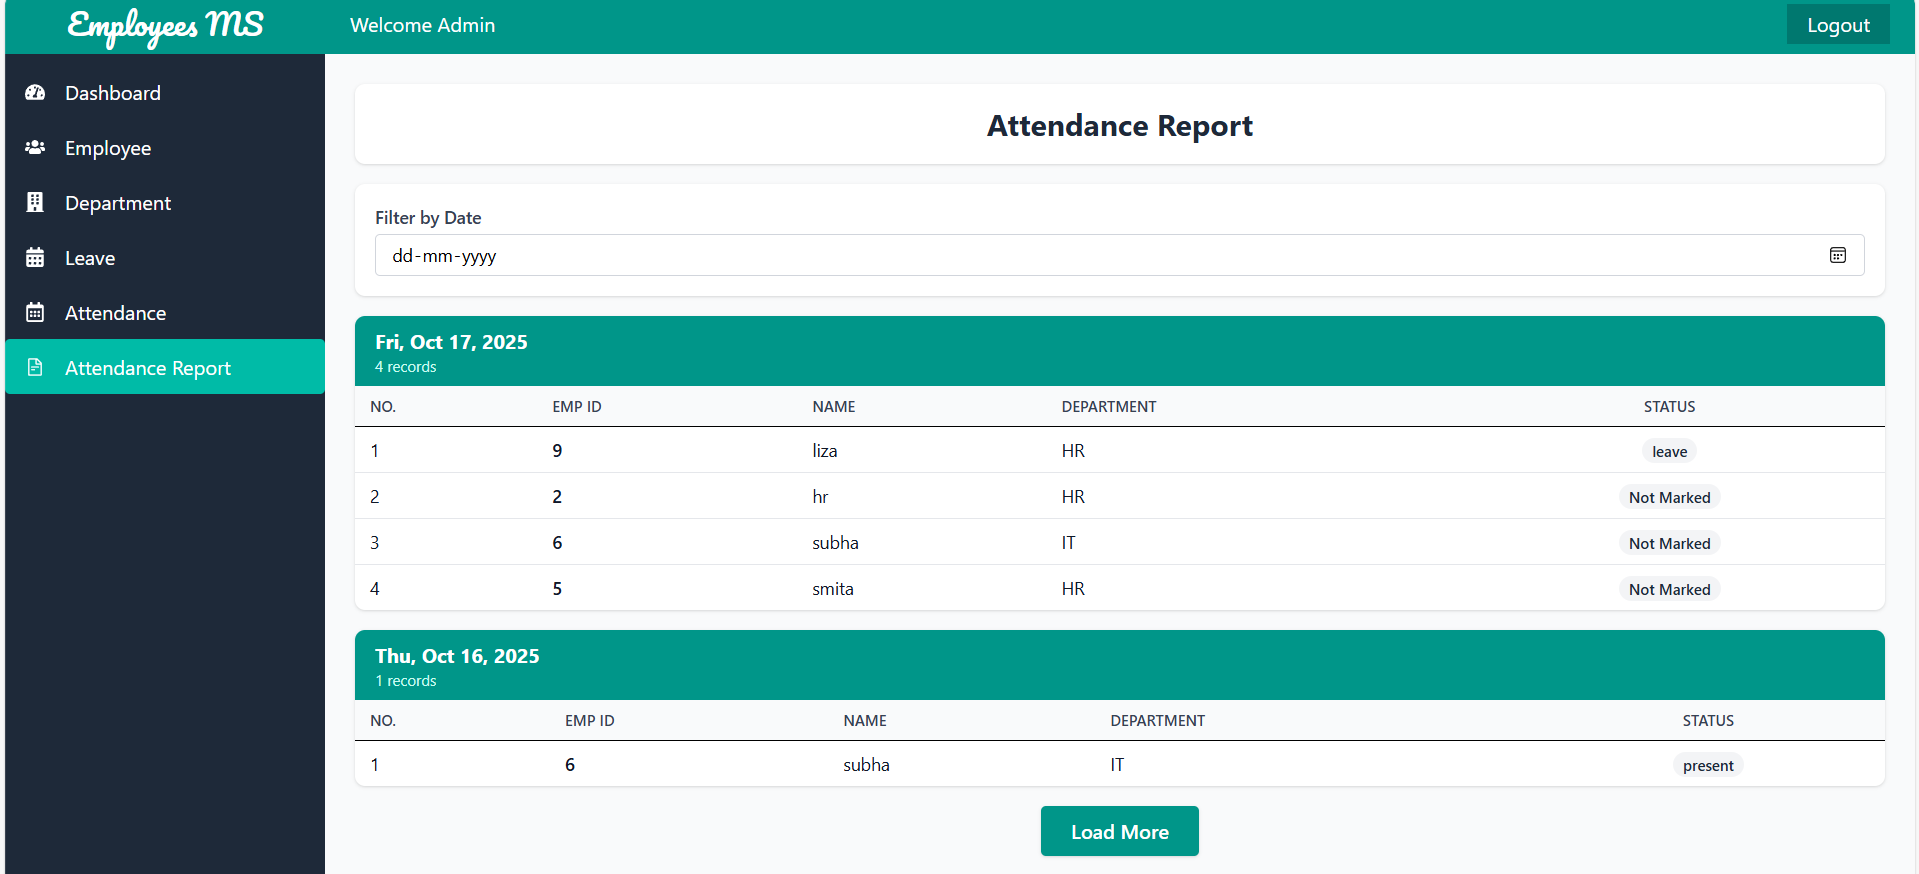 Employees MS
Welcome Admin
Logout
Dashboard
Employee
Department
Leave
Attendance
Attendance Report
Attendance Report
Filter by Date
dd-mm-yyyy
Fri, Oct 17, 2025
4 records
NO. EMP ID NAME DEPARTMENT STATUS
1 9 liza HR leave
2 2 hr HR Not Marked
3 6 subha IT Not Marked
4 5 smita HR Not Marked
Thu, Oct 16, 2025
1 records
NO. EMP ID NAME DEPARTMENT STATUS
1 6 subha IT present
Load More